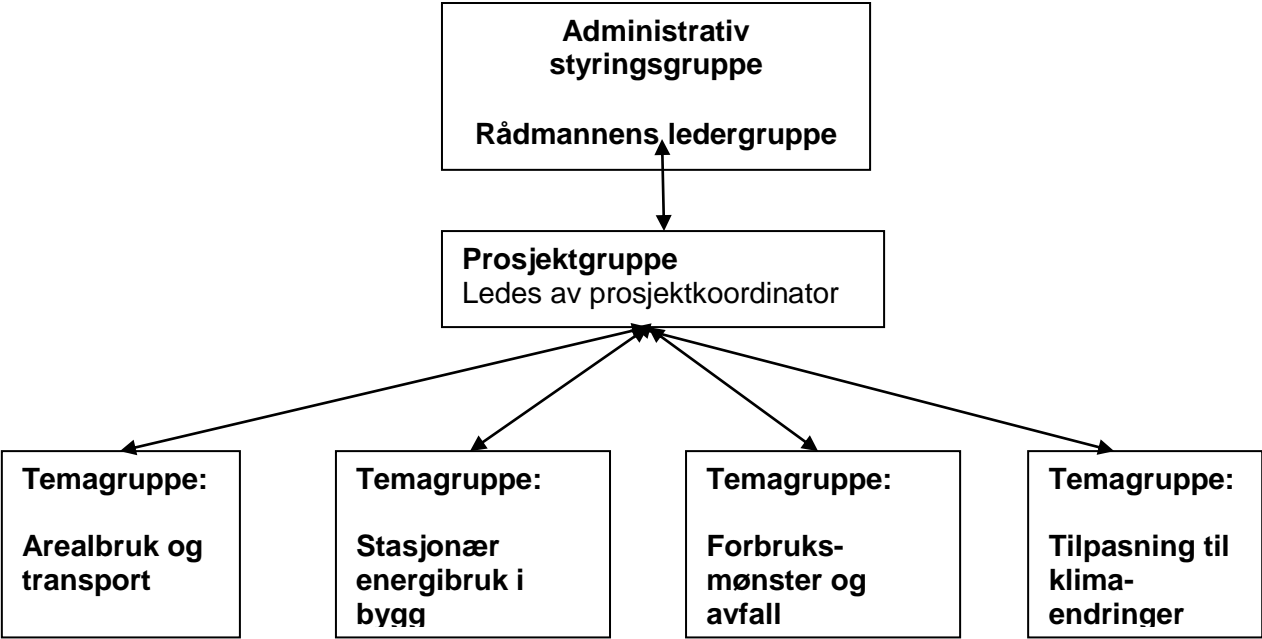 Administrativ
styringsgruppe
Rådmannens ledergruppe
Prosjektgruppe
Ledes av prosjektkoordinator
Temagruppe:
Arealbruk og
transport
Temagruppe:
Stasjonær
energibruk i
bygg
Temagruppe:
Forbruks-
mønster og
avfall
Temagruppe:
Tilpasning til
klima-
endringer